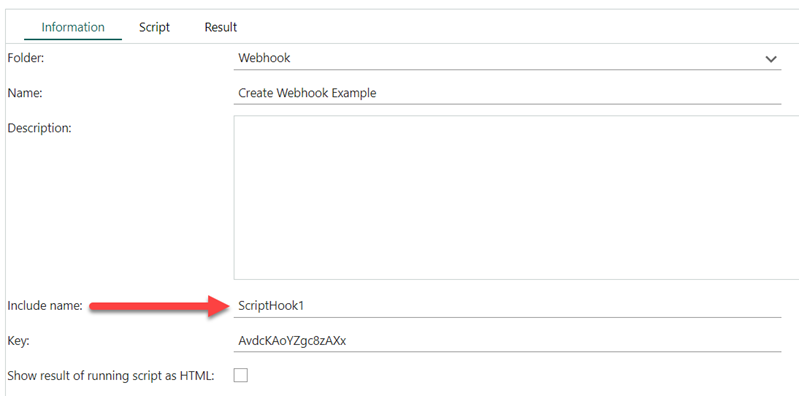 Information Script Result
Folder: Webhook
Name: Create Webhook Example
Description:
Include name: ScriptHook1
Key: AvdcKAoYZgc8zAXx
Show result of running script as HTML: